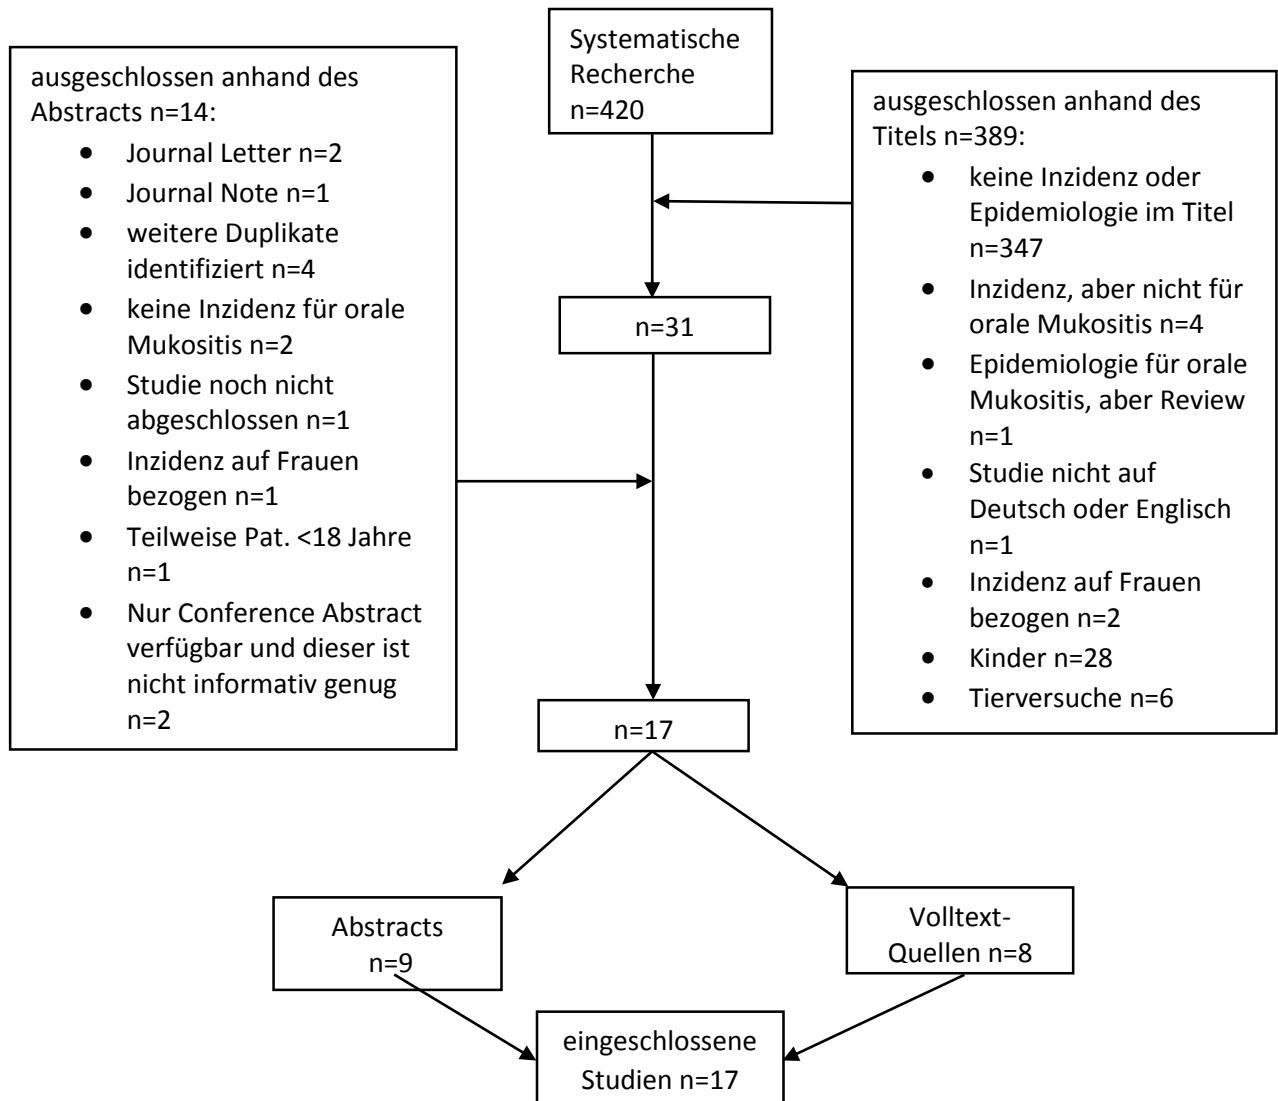 Systematische
Recherche
n=420
ausgeschlossen anhand des
Abstracts n=14:
• Journal Letter n=2
• Journal Note n=1
• weitere Duplikate
identifiziert n=4
• keine Inzidenz für orale
Mukositis n=2
• Studie noch nicht
abgeschlossen n=1
• Inzidenz auf Frauen
bezogen n=1
• Teilweise Pat. <18 Jahre
n=1
• Nur Conference Abstract
verfügbar und dieser ist
nicht informativ genug
n=2
ausgeschlossen anhand des
Titels n=389:
• keine Inzidenz oder
Epidemiologie im Titel
n=347
• Inzidenz, aber nicht für
orale Mukositis n=4
• Epidemiologie für orale
Mukositis, aber Review
n=1
• Studie nicht auf
Deutsch oder Englisch
n=1
• Inzidenz auf Frauen
bezogen n=2
• Kinder n=28
• Tierversuche n=6
n=31
n=17
Abstracts
n=9
Volltext-
Quellen n=8
eingeschlossene
Studien n=17